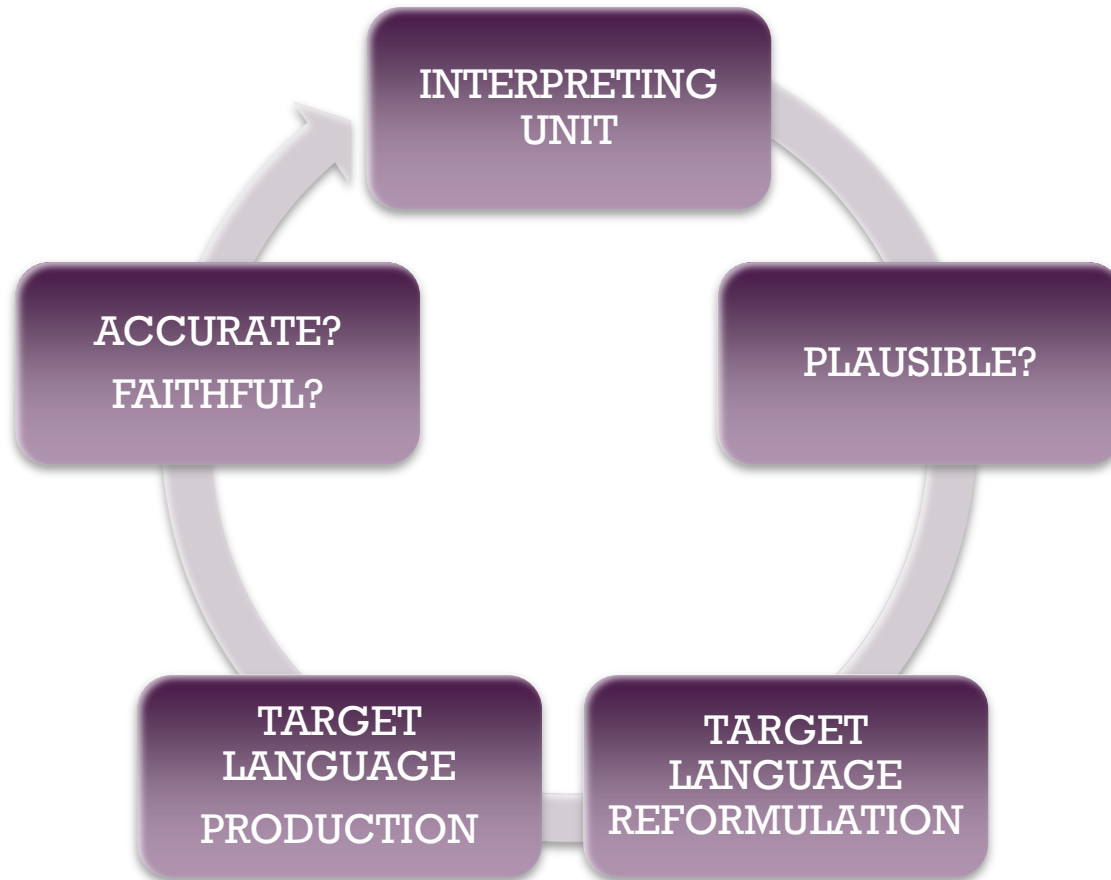 INTERPRETING
UNIT
PLAUSIBLE?
TARGET
LANGUAGE
REFORMULATION
TARGET
LANGUAGE
PRODUCTION
ACCURATE?
FAITHFUL?